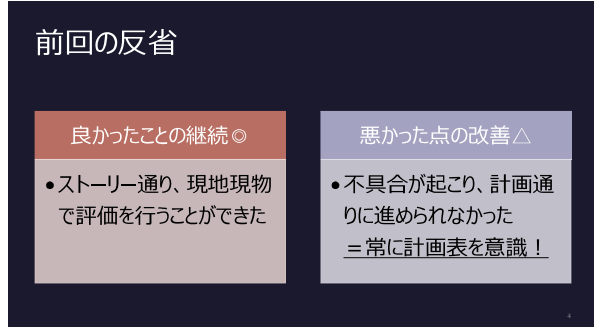 前回の反省
良かったことの継続◎
●ストーリー通り、現地現物
で評価を行うことができた
悪かった点の改善△
●不具合が起こり、計画通
りに進められなかった
＝常に計画表を意識！
4